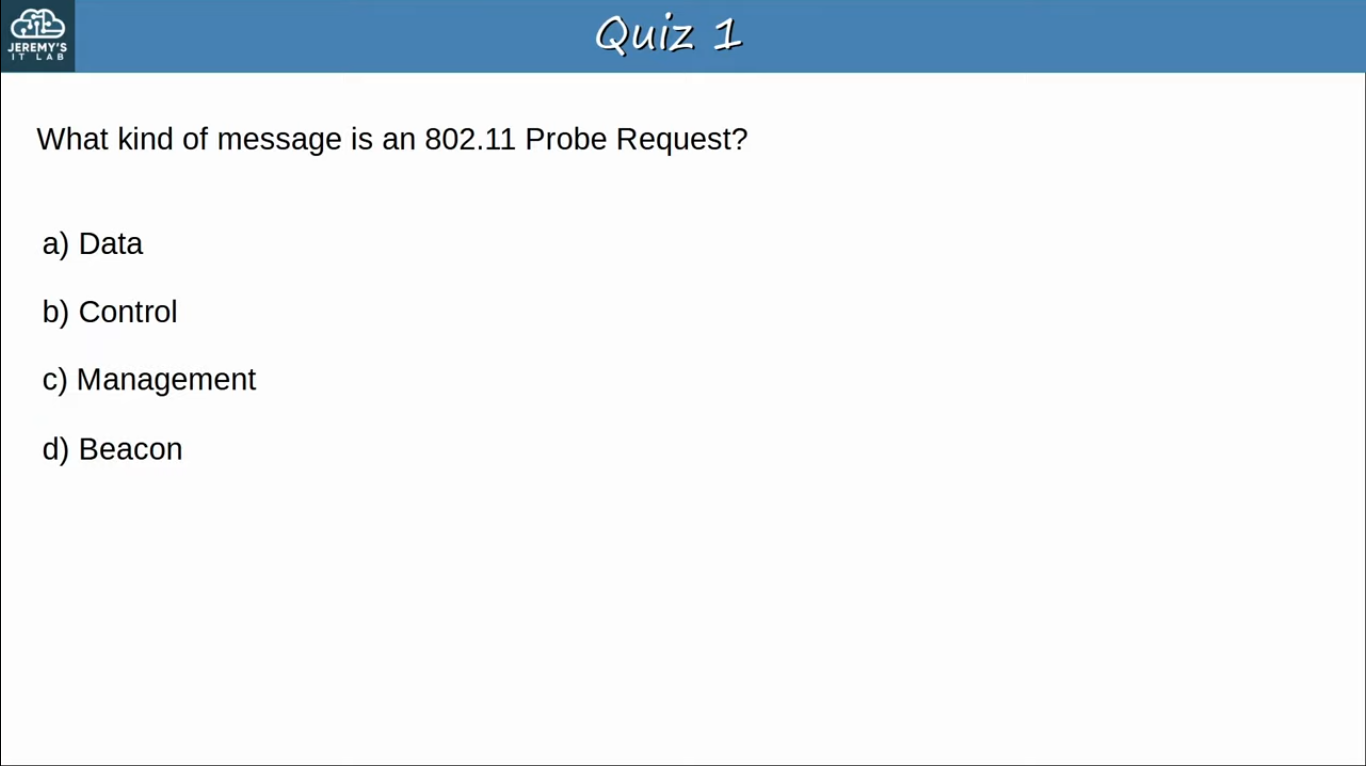 JEREMY'S
IT LAB
Quiz 1
What kind of message is an 802.11 Probe Request?
a) Data
b) Control
c) Management
d) Beacon